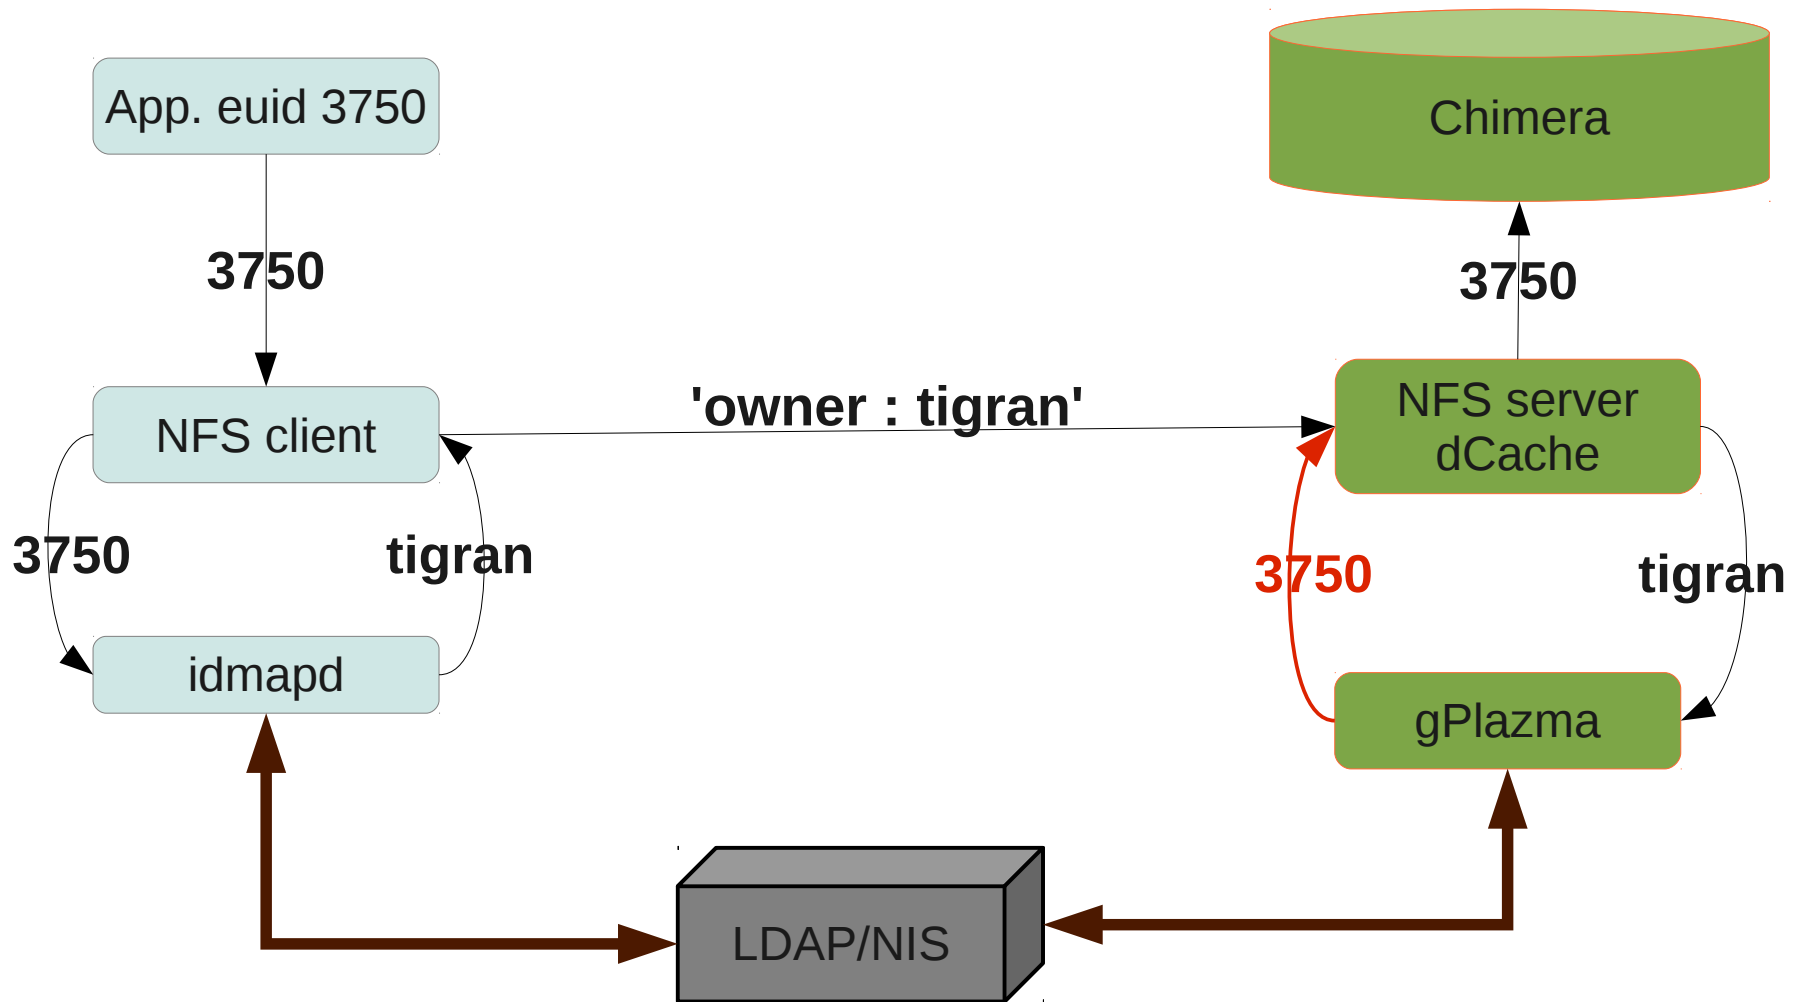 App. euid 3750
Chimera
3750
3750
'owner : tigran'
NFS client
NFS server
dCache
3750
tigran
3750
tigran
idmapd
gPlazma
LDAP/NIS